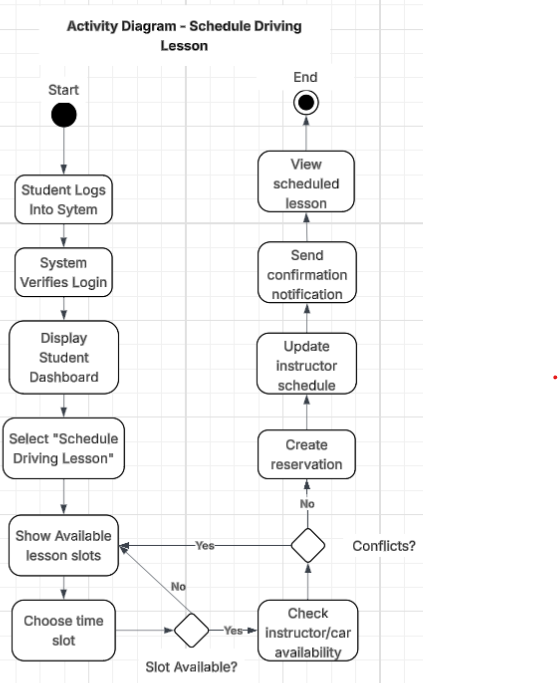 Activity Diagram - Schedule Driving
Lesson
Start
Student Logs
Into Sytem
System
Verifies Login
Display
Student
Dashboard
Select "Schedule
Driving Lesson"
Show Available
lesson slots
Choose time
slot
Slot Available?
No
Yes
Check
instructor/car
availability
Conflicts?
Yes
No
Create
reservation
Update
instructor
schedule
Send
confirmation
notification
View
scheduled
lesson
End